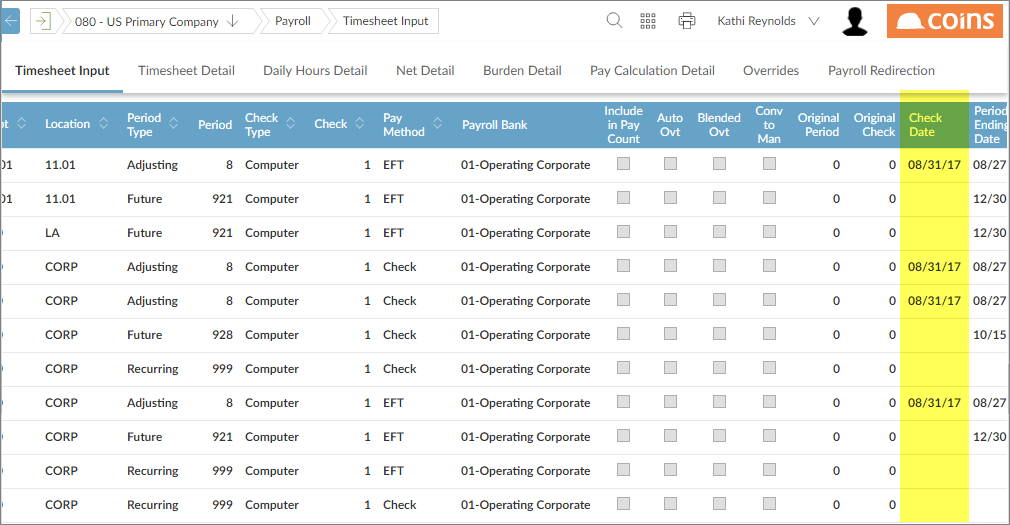 080 - US Primary Company Payroll Timesheet Input Kathi Reynolds coins
Timesheet Input Timesheet Detail Daily Hours Detail Net Detail Burden Detail Pay Calculation Detail Overrides Payroll Redirection
nt Location Period Type Period Check Type Check Pay Method Payroll Bank Include in Pay Count Auto Ovt Blended Ovt Conv to Man Original Period Original Check Check Date Period Ending Date
01 11.01 Adjusting 8 Computer 1 EFT 01-Operating Corporate 0 0 08/31/17 08/27
01 11.01 Future 921 Computer 1 EFT 01-Operating Corporate 0 0 12/30
LA Future 921 Computer 1 EFT 01-Operating Corporate 0 0 12/30
CORP Adjusting 8 Computer 1 Check 01-Operating Corporate 0 0 08/31/17 08/27
CORP Adjusting 8 Computer 1 Check 01-Operating Corporate 0 0 08/31/17 08/27
CORP Future 928 Computer 1 Check 01-Operating Corporate 0 0 10/15
CORP Recurring 999 Computer 1 Check 01-Operating Corporate 0 0
CORP Adjusting 8 Computer 1 EFT 01-Operating Corporate 0 0 08/31/17 08/27
CORP Future 921 Computer 1 EFT 01-Operating Corporate 0 0 12/30
CORP Recurring 999 Computer 1 EFT 01-Operating Corporate 0 0
CORP Recurring 999 Computer 1 Check 01-Operating Corporate 0 0